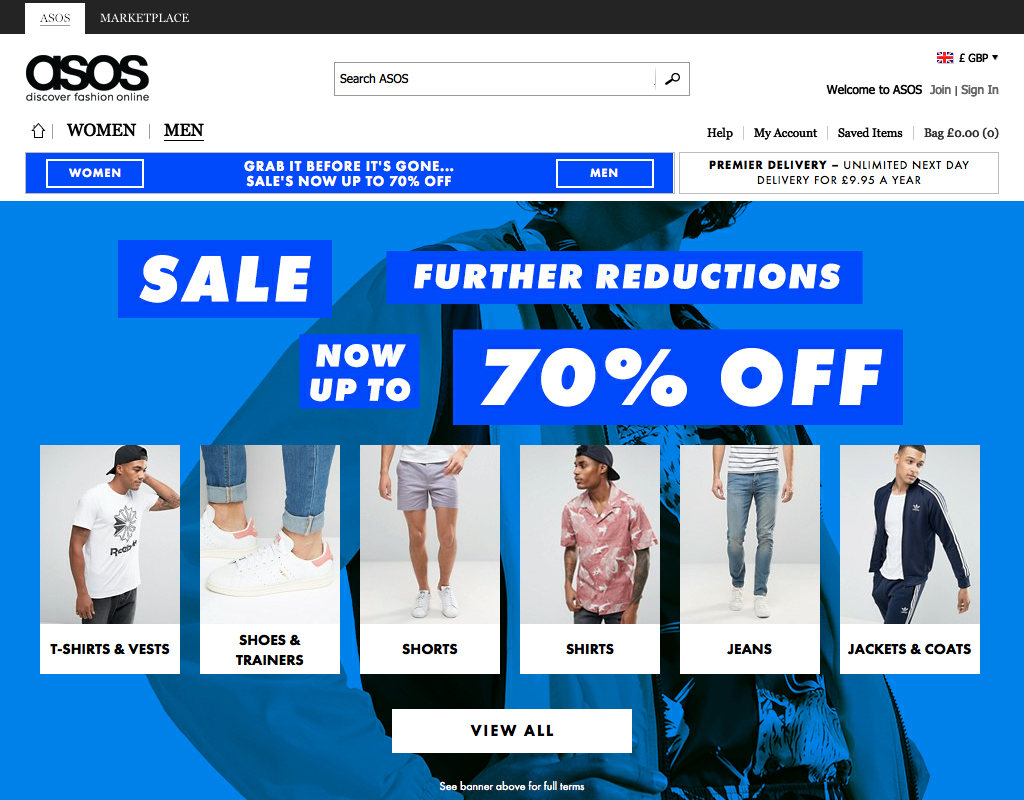 ASOS MARKETPLACE
asos
discover fashion online
Search ASOS
£ GBP
Welcome to ASOS Join | Sign In
WOMEN MEN
Help My Account Saved Items Bag £0.00 (0)
WOMEN
GRAB IT BEFORE IT'S GONE...
SALE'S NOW UP TO 70% OFF
MEN
PREMIER DELIVERY – UNLIMITED NEXT DAY
DELIVERY FOR £9.95 A YEAR
SALE
FURTHER REDUCTIONS
NOW
UP TO
70% OFF
Reebok
T-SHIRTS & VESTS
SHOES &
TRAINERS
SHORTS
SHIRTS
JEANS
JACKETS & COATS
VIEW ALL
See banner above for full terms